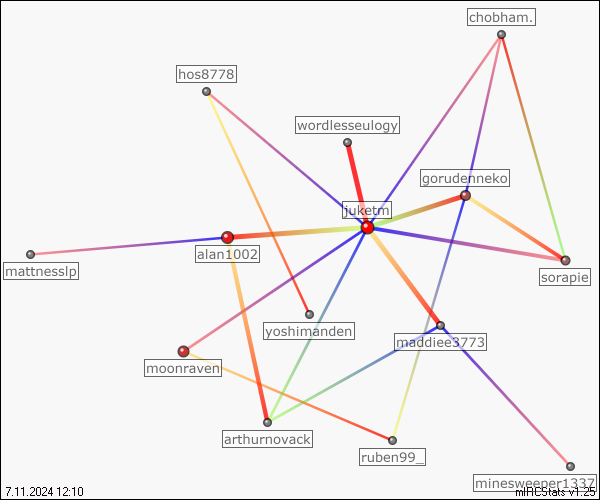 chobham.
hos8778
wordlesseulogy
gorudenneko
juketm
alan1002
mattnesslp
sorapie
yoshimanden
maddiee3773
moonraven
arthurnovack
ruben99_
minesweeper1337
7.11.2024 12:10
mIRCStats v1.25